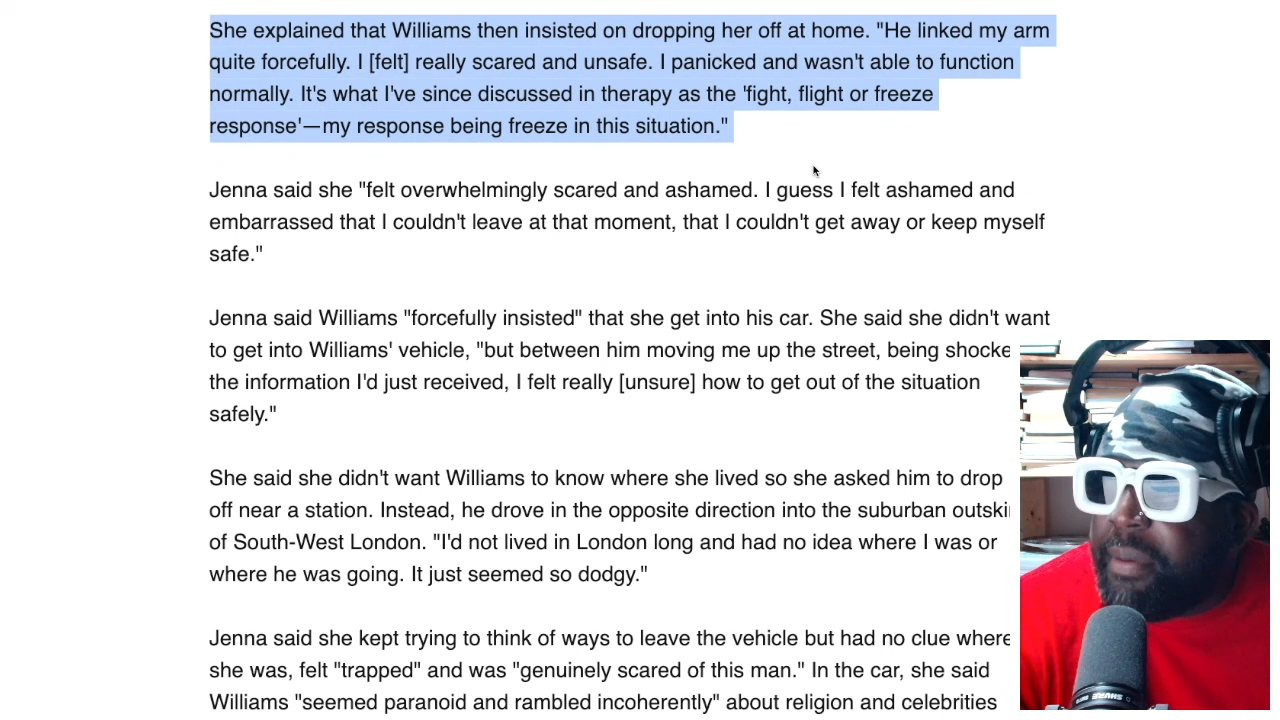 She explained that Williams then insisted on dropping her off at home. "He linked my arm
quite forcefully. I [felt] really scared and unsafe. I panicked and wasn't able to function
normally. It's what I've since discussed in therapy as the 'fight, flight or freeze
response'—my response being freeze in this situation."
Jenna said she "felt overwhelmingly scared and ashamed. I guess I felt ashamed and
embarrassed that I couldn't leave at that moment, that I couldn't get away or keep myself
safe."
Jenna said Williams "forcefully insisted" that she get into his car. She said she didn't want
to get into Williams' vehicle, "but between him moving me up the street, being shocke
the information I'd just received, I felt really [unsure] how to get out of the situation
safely."
She said she didn't want Williams to know where she lived so she asked him to drop
off near a station. Instead, he drove in the opposite direction into the suburban outski
of South-West London. "I'd not lived in London long and had no idea where I was or
where he was going. It just seemed so dodgy."
Jenna said she kept trying to think of ways to leave the vehicle but had no clue where
she was, felt "trapped" and was "genuinely scared of this man." In the car, she said
Williams "seemed paranoid and rambled incoherently" about religion and celebrities
SHURE